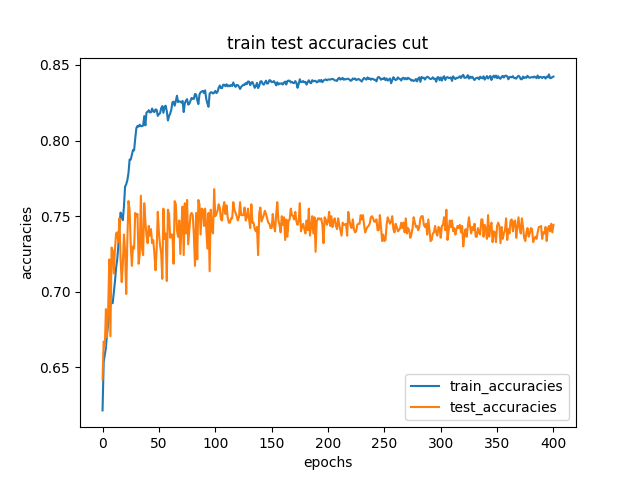 train test accuracies cut
0.85
0.80
0.75
0.70
0.65
accuracies
0 50 100 150 200 250 300 350 400
epochs
train_accuracies
test_accuracies